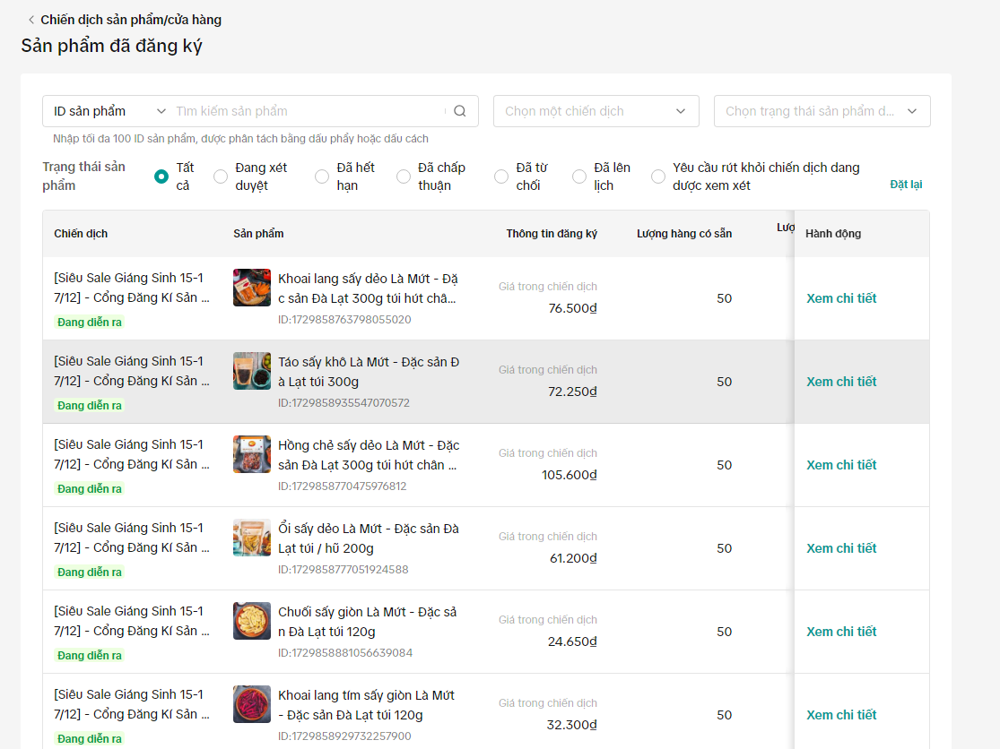 Chiến dịch sản phẩm/cửa hàng
Sản phẩm đã đăng ký
ID sản phẩm
Tìm kiếm sản phẩm
Chọn một chiến dịch
Chọn trạng thái sản phẩm d...
Nhập tối đa 100 ID sản phẩm, được phân tách bằng dấu phẩy hoặc dấu cách
Trạng thái sản
phẩm
Tất
cả
Đang xét
duyệt
Đã hết
hạn
Đã chấp
thuận
Đã từ
chối
Đã lên
lịch
Yêu cầu rút khỏi chiến dịch đang
được xem xét
Đặt lại
Chiến dịch
Sản phẩm
Thông tin đăng ký
Lượng hàng có sẵn
Lượ
Hành động
[Siêu Sale Giáng Sinh 15-1
7/12] - Cổng Đăng Kí Sản ...
Đang diễn ra
Khoai lang sấy dẻo Là Mứt - Đặ
c sản Đà Lạt 300g túi hút châ...
ID:1729858763798055020
Giá trong chiến dịch
76.500₫
50
Xem chi tiết
[Siêu Sale Giáng Sinh 15-1
7/12] - Cổng Đăng Kí Sản ...
Đang diễn ra
Táo sấy khô Là Mứt - Đặc sản Đ
à Lạt túi 300g
ID:1729858935547070572
Giá trong chiến dịch
72.250₫
50
Xem chi tiết
[Siêu Sale Giáng Sinh 15-1
7/12] - Cổng Đăng Kí Sản ...
Đang diễn ra
Hồng chẻ sấy dẻo Là Mứt - Đặc
sản Đà Lạt 300g túi hút chân ...
ID:1729858770475976812
Giá trong chiến dịch
105.600₫
50
Xem chi tiết
[Siêu Sale Giáng Sinh 15-1
7/12] - Cổng Đăng Kí Sản ...
Đang diễn ra
Ổi sấy dẻo Là Mứt - Đặc sản Đà
Lạt túi / hũ 200g
ID:1729858777051924588
Giá trong chiến dịch
61.200₫
50
Xem chi tiết
[Siêu Sale Giáng Sinh 15-1
7/12] - Cổng Đăng Kí Sản ...
Đang diễn ra
Chuối sấy giòn Là Mứt - Đặc sả
n Đà Lạt túi 120g
ID:1729858881056639084
Giá trong chiến dịch
24.650₫
50
Xem chi tiết
[Siêu Sale Giáng Sinh 15-1
7/12] - Cổng Đăng Kí Sản ...
Đang diễn ra
Khoai lang tím sấy giòn Là Mứt
- Đặc sản Đà Lạt túi 120g
ID:1729858929732257900
Giá trong chiến dịch
32.300₫
50
Xem chi tiết